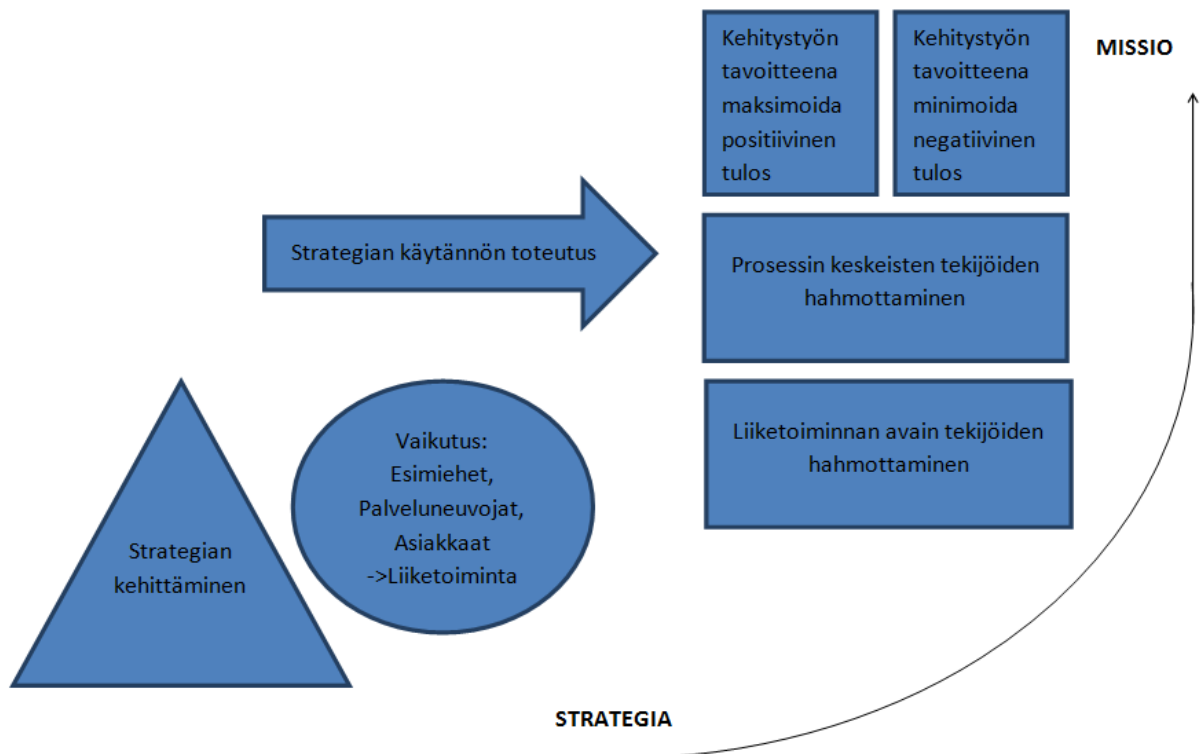 Kehitystyön
tavoitteena
maksimoida
positiivinen
tulos
Kehitystyön
tavoitteena
minimoida
negatiivinen
tulos
MISSIO
Strategian käytännön toteutus
Prosessin keskeisten tekijöiden
hahmottaminen
Liiketoiminnan avain tekijöiden
hahmottaminen
Vaikutus:
Esimiehet,
Palveluneuvojat,
Asiakkaat
->Liiketoiminta
Strategian
kehittäminen
STRATEGIA